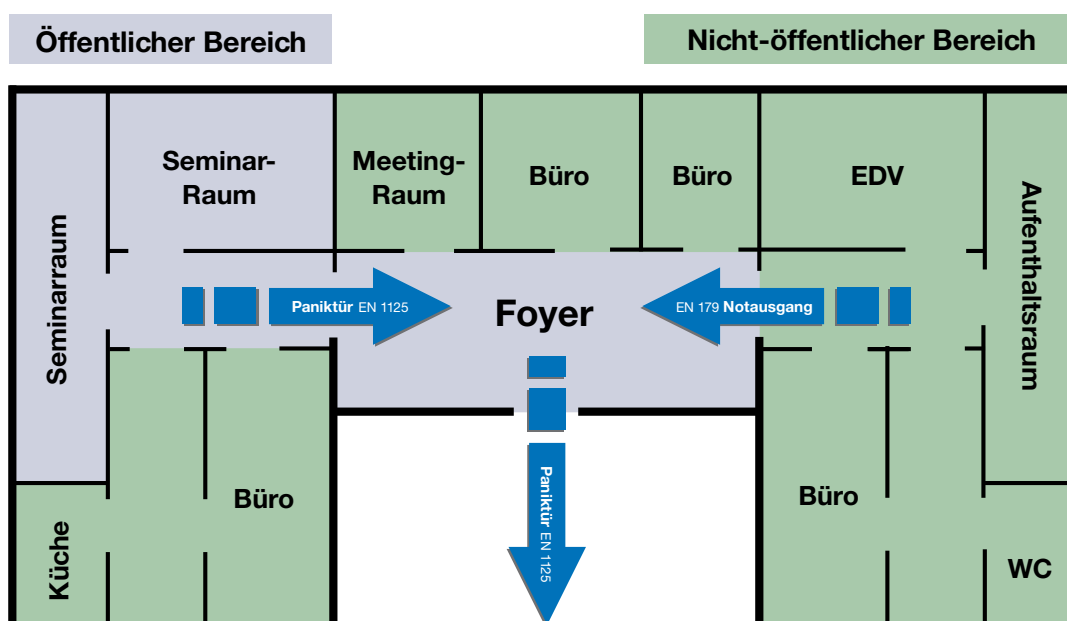 Öffentlicher Bereich
Nicht-öffentlicher Bereich
Seminarraum
Seminar-
Raum
Meeting-
Raum
Büro
Büro
EDV
Aufenthaltsraum
Paniktür EN 1125
Foyer
EN 179 Notausgang
Paniktür EN 1125
Küche
Büro
Büro
WC